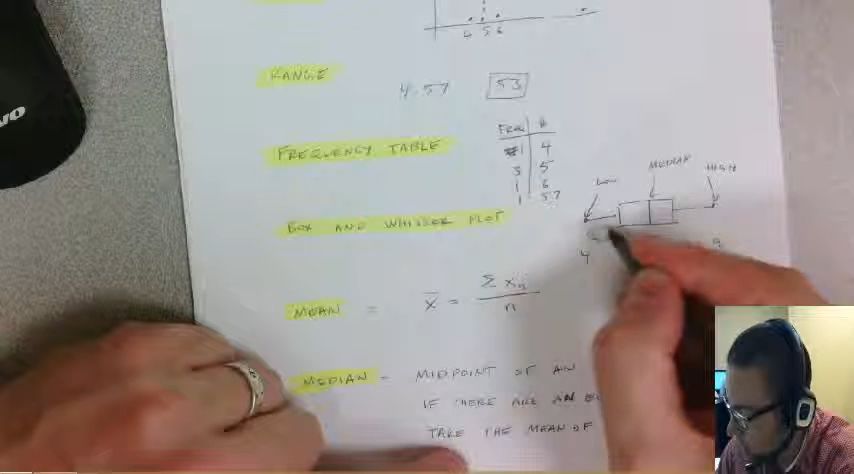 4 5 6
RANGE
4.57
53
FREQ #
1 4
FREQUENCY TABLE
3 5
1 6
1 57
LOW
MEDIAN
HIGH
BOX AND WHISKER PLOT
4
9
MEAN = x̄ = Σ xᵢ / n
MEDIAN - MIDPOINT OF AN
IF THERE ARE AN
TAKE THE MEAN OF